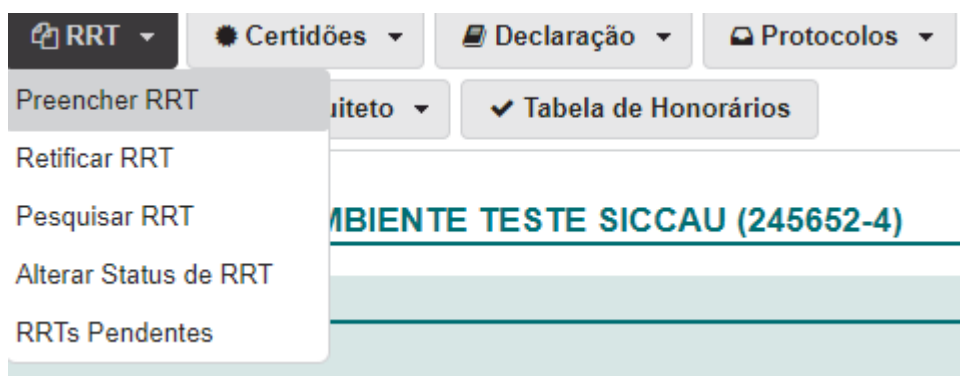 RRT
Certidões
Declaração
Protocolos
Preencher RRT
uiteto
Tabela de Honorários
Retificar RRT
Pesquisar RRT
MBIENTE TESTE SICCAU (245652-4)
Alterar Status de RRT
RRTs Pendentes